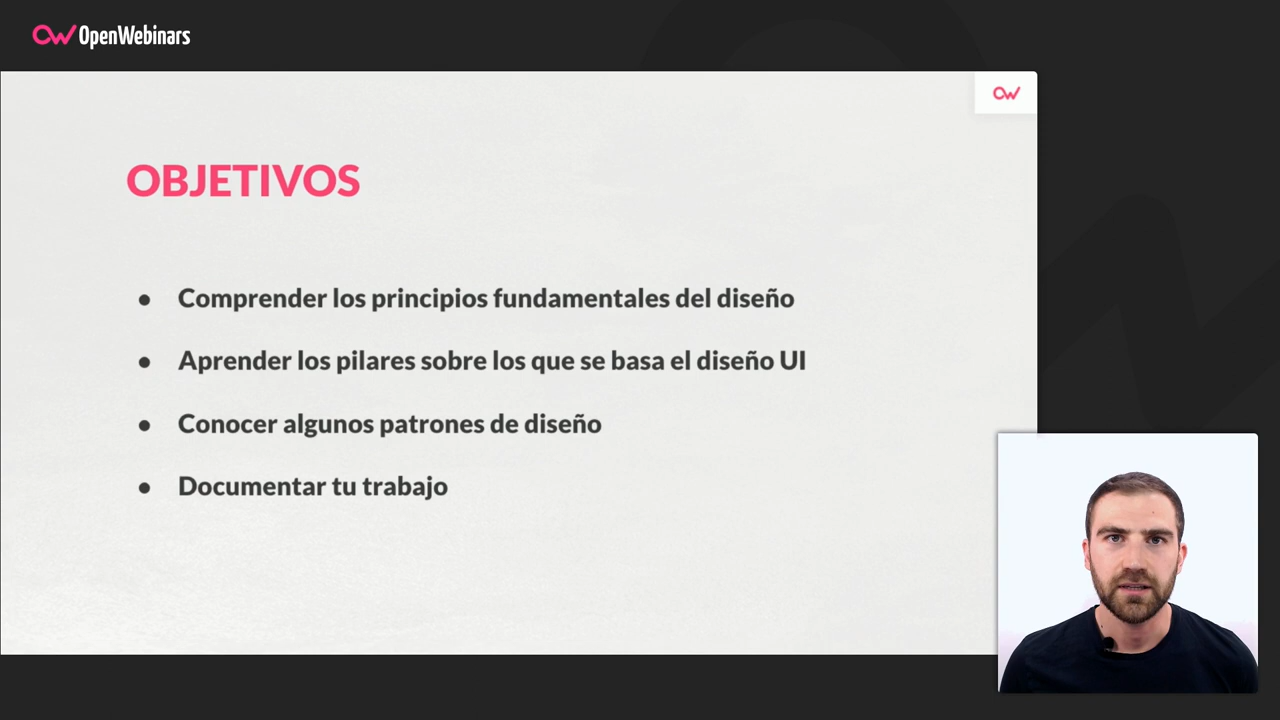 OpenWebinars
OBJETIVOS
● Comprender los principios fundamentales del diseño
● Aprender los pilares sobre los que se basa el diseño UI
● Conocer algunos patrones de diseño
● Documentar tu trabajo